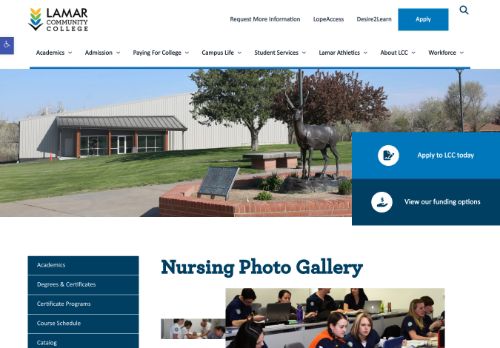 LAMAR
COMMUNITY
COLLEGE
Request More Information LopeAccess Desire2Learn Apply
Academics Admission Paying For College Campus Life Student Services Lamar Athletics About LCC Workforce
Apply to LCC today
View our funding options
Academics
Degrees & Certificates
Certificate Programs
Course Schedule
Catalog
Nursing Photo Gallery